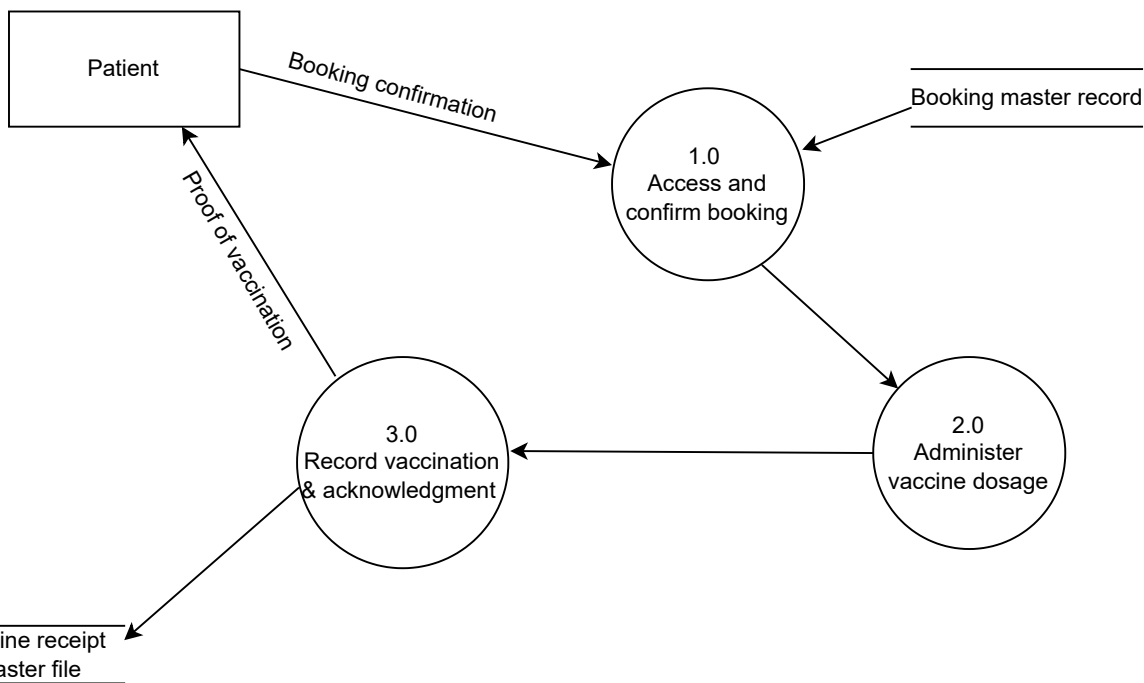 Patient
Booking confirmation
Booking master record
1.0
Access and
confirm booking
Proof of vaccination
2.0
Administer
vaccine dosage
3.0
Record vaccination
& acknowledgment
receipt
file